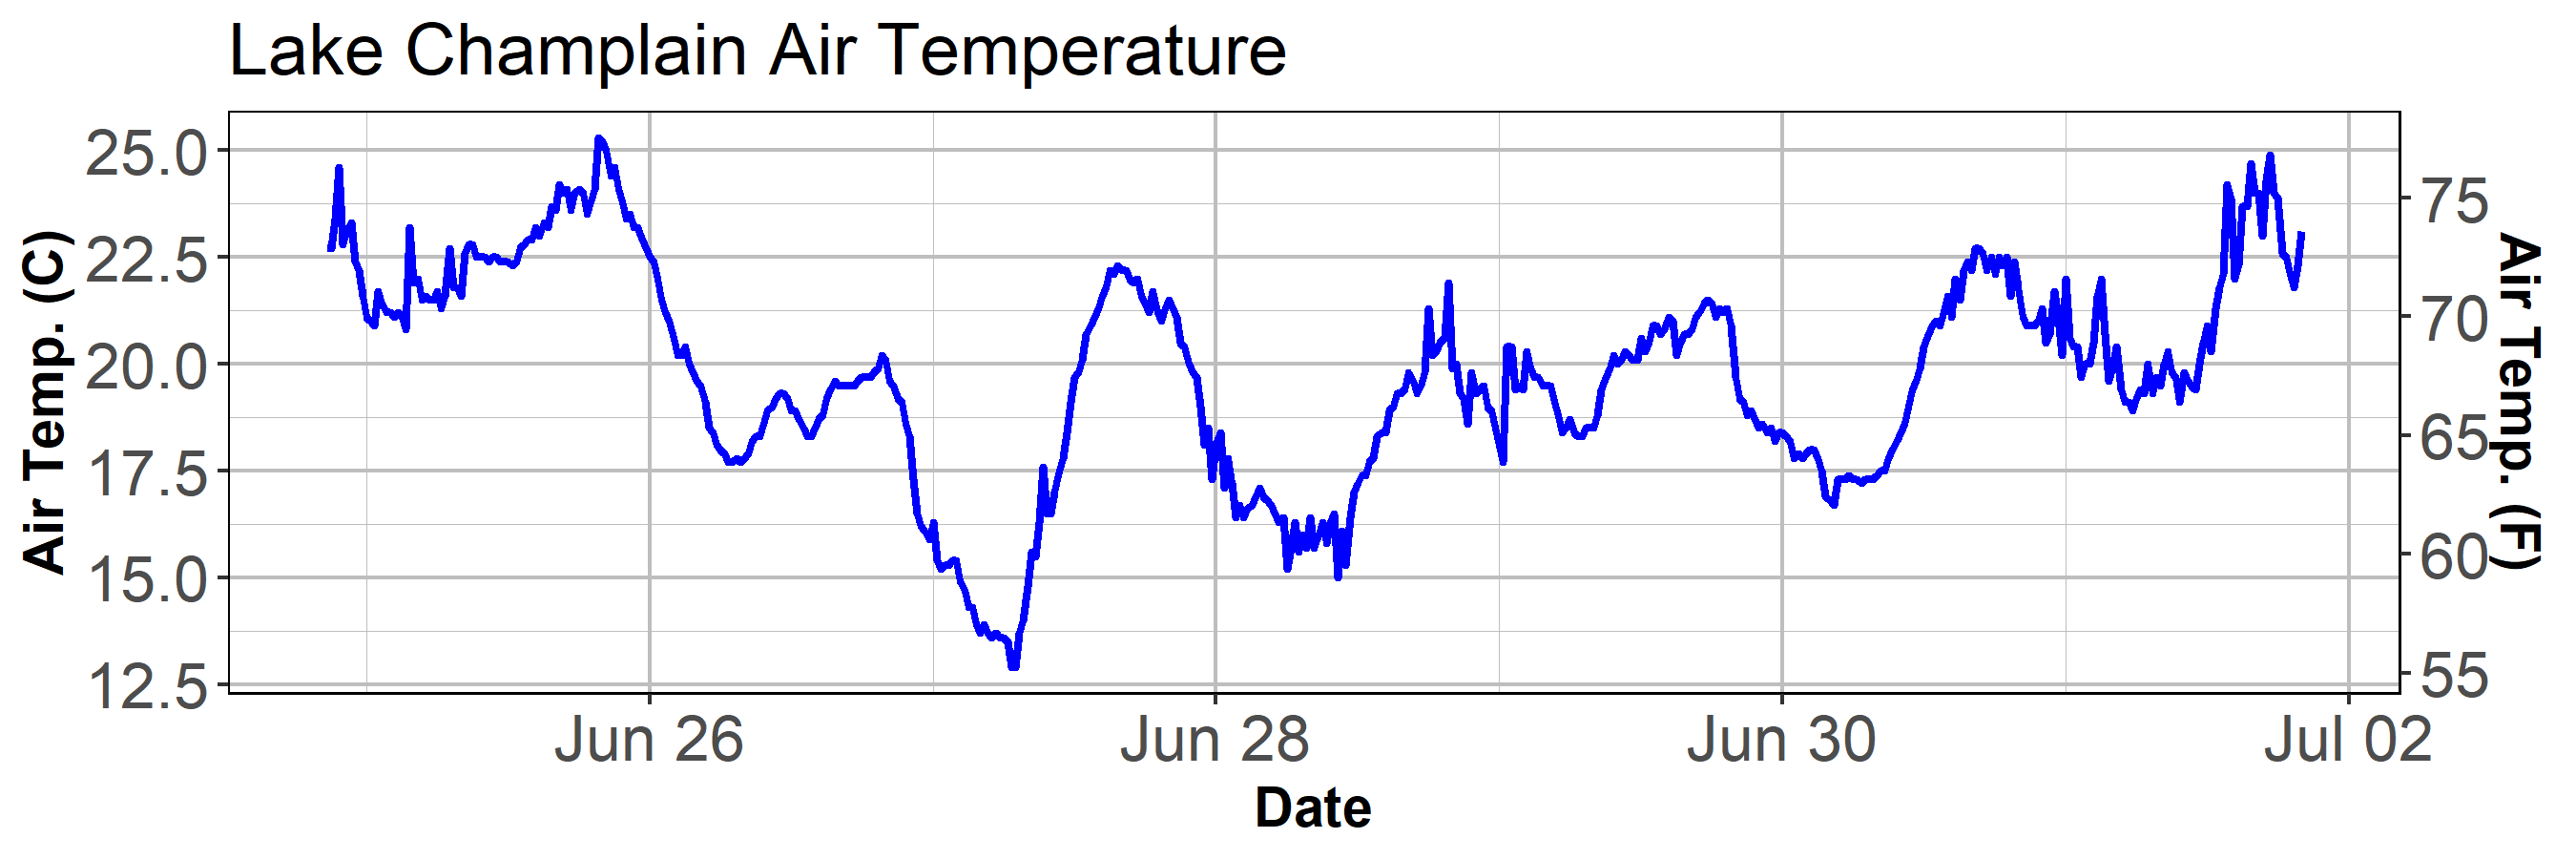 Lake Champlain Air Temperature
Air Temp. (C)
25.0
22.5
20.0
17.5
15.0
12.5
75
70
65
60
55
Air Temp. (F)
Jun 26
Jun 28
Jun 30
Jul 02
Date